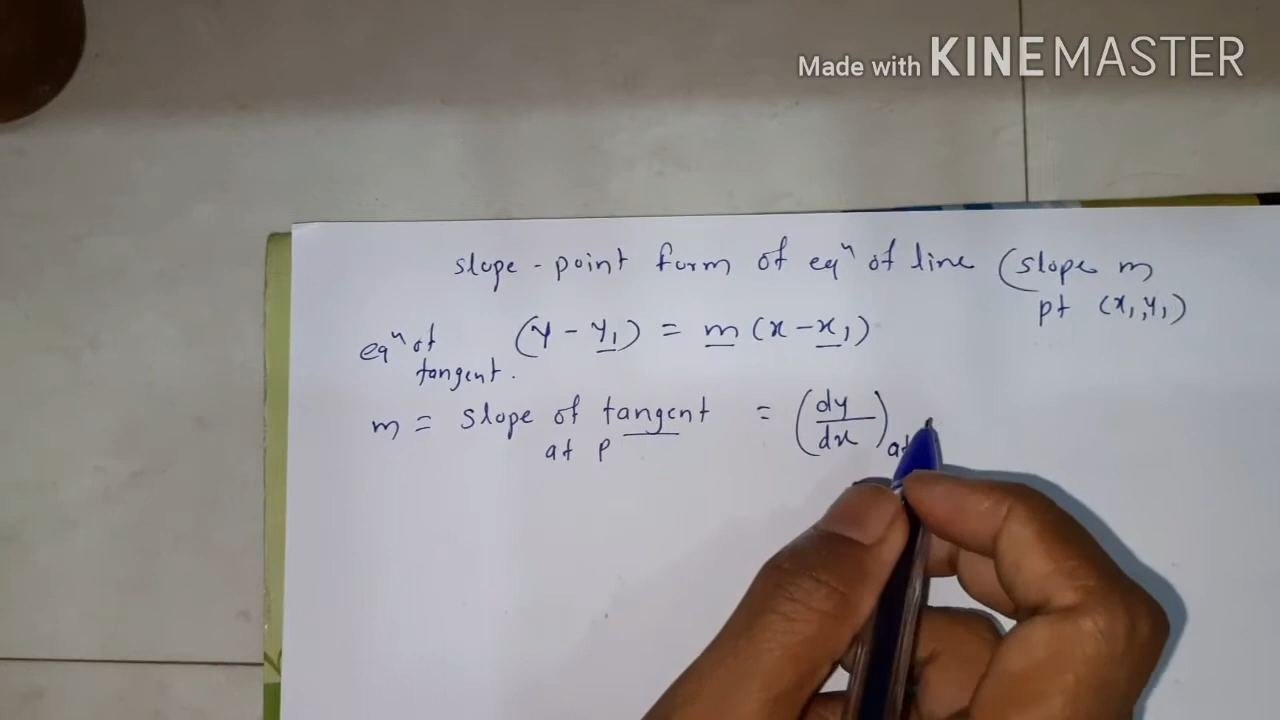 Made with KINEMASTER
slope - point form of eqⁿ of line (slope m
pt (x₁,y₁)
eqⁿ of (y - y₁) = m (x - x₁)
tangent.
m = slope of tangent = (dy/dx) at
at P